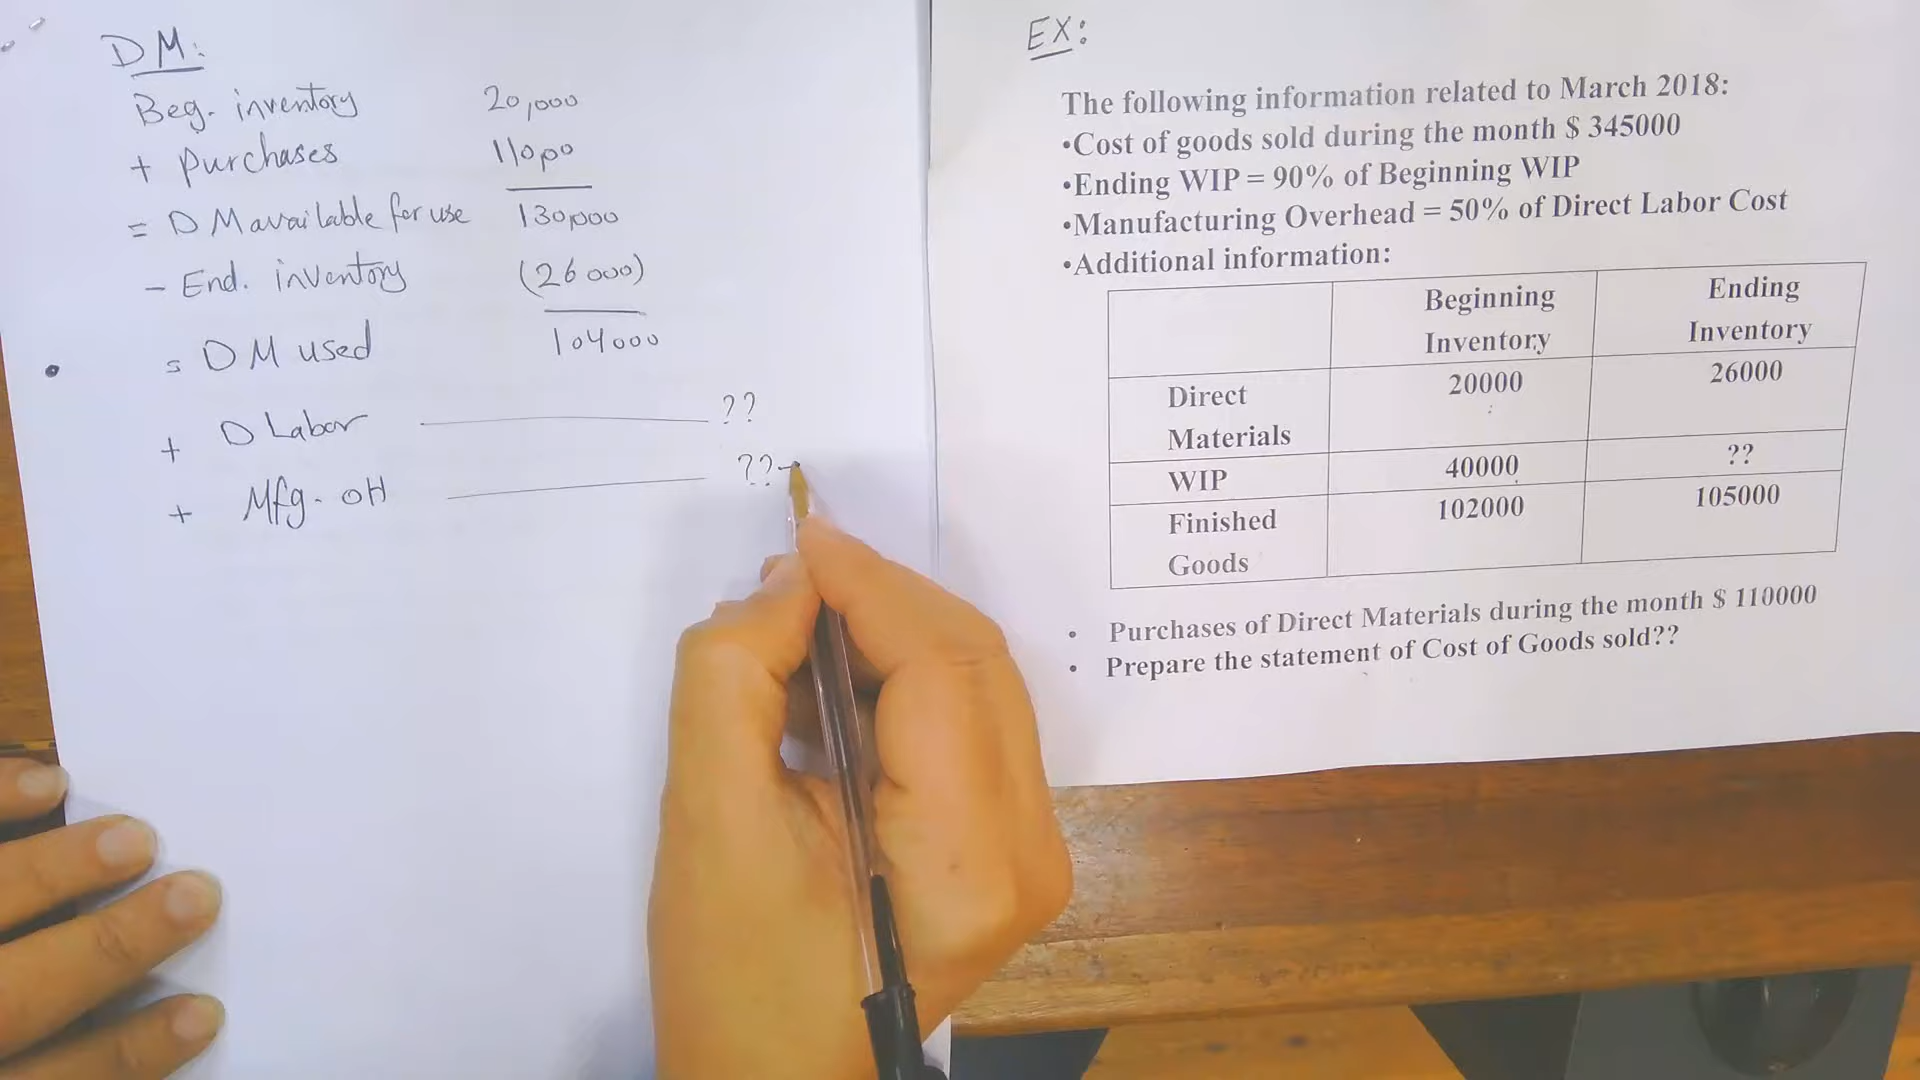 DM:
Beg. inventory 20,000
+ Purchases 110,00
= DM available for use 130,000
- End. inventory (26 000)
= DM used 104000
+ D Labor ??
+ Mfg. OH ??
EX:
The following information related to March 2018:
•Cost of goods sold during the month $ 345000
•Ending WIP = 90% of Beginning WIP
•Manufacturing Overhead = 50% of Direct Labor Cost
•Additional information:
Beginning Inventory Ending Inventory
Direct Materials 20000 26000
WIP 40000 ??
Finished Goods 102000 105000
• Purchases of Direct Materials during the month $ 110000
• Prepare the statement of Cost of Goods sold??